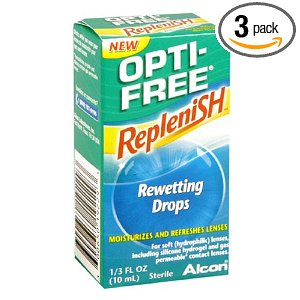 3 pack
NEW
OPTI-
FREE®
RepleniSH
Rewetting
Drops
MOISTURIZES AND REFRESHES LENSES
For soft (hydrophilic) lenses,
including silicone hydrogel and gas
permeable contact lenses.
1/3 FL OZ
(10 mL) Sterile Alcon®